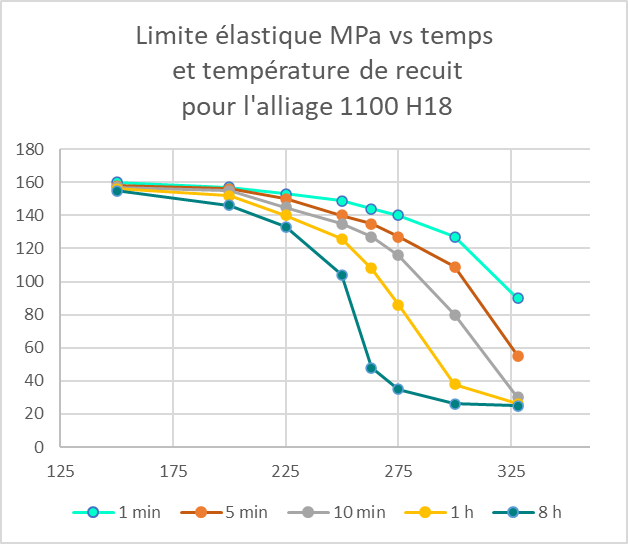 Limite élastique MPa vs temps
et température de recuit
pour l'alliage 1100 H18
180
160
140
120
100
80
60
40
20
0
125 175 225 275 325
1 min 5 min 10 min 1 h 8 h